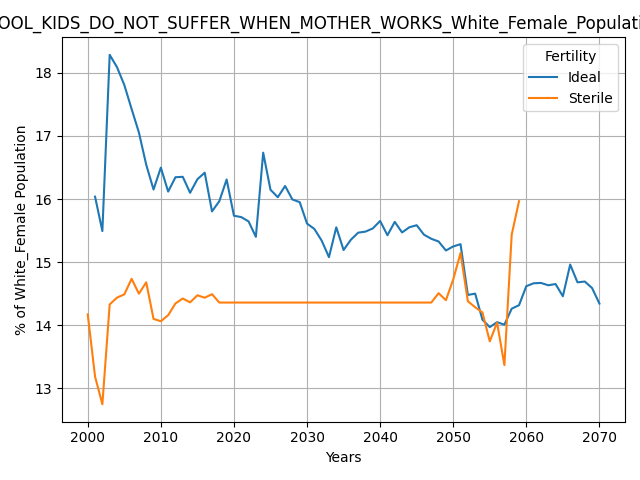 OOL_KIDS_DO_NOT_SUFFER_WHEN_MOTHER_WORKS_White_Female_Populati
Fertility
Ideal
Sterile
% of White_Female Population
18
17
16
15
14
13
2000 2010 2020 2030 2040 2050 2060 2070
Years